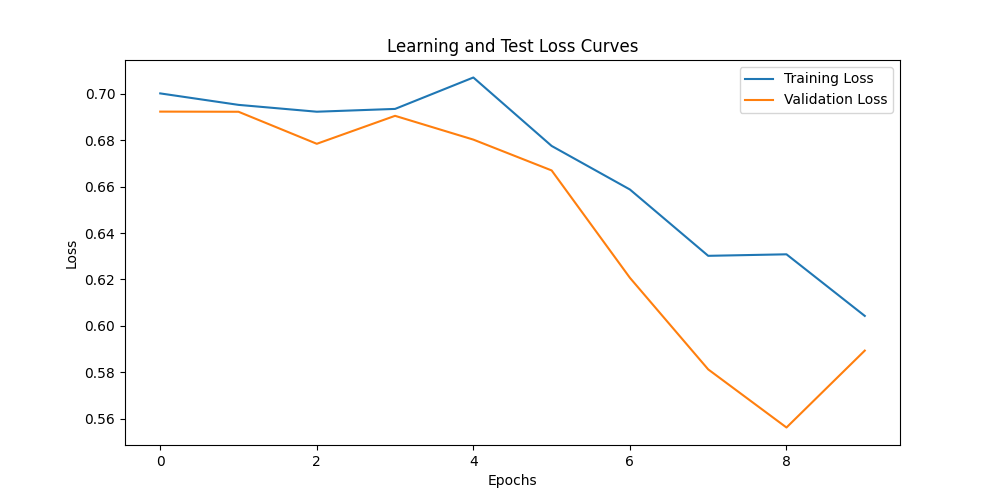 Learning and Test Loss Curves
Training Loss
Validation Loss
0.70
0.68
0.66
0.64
0.62
0.60
0.58
0.56
Loss
0 2 4 6 8
Epochs